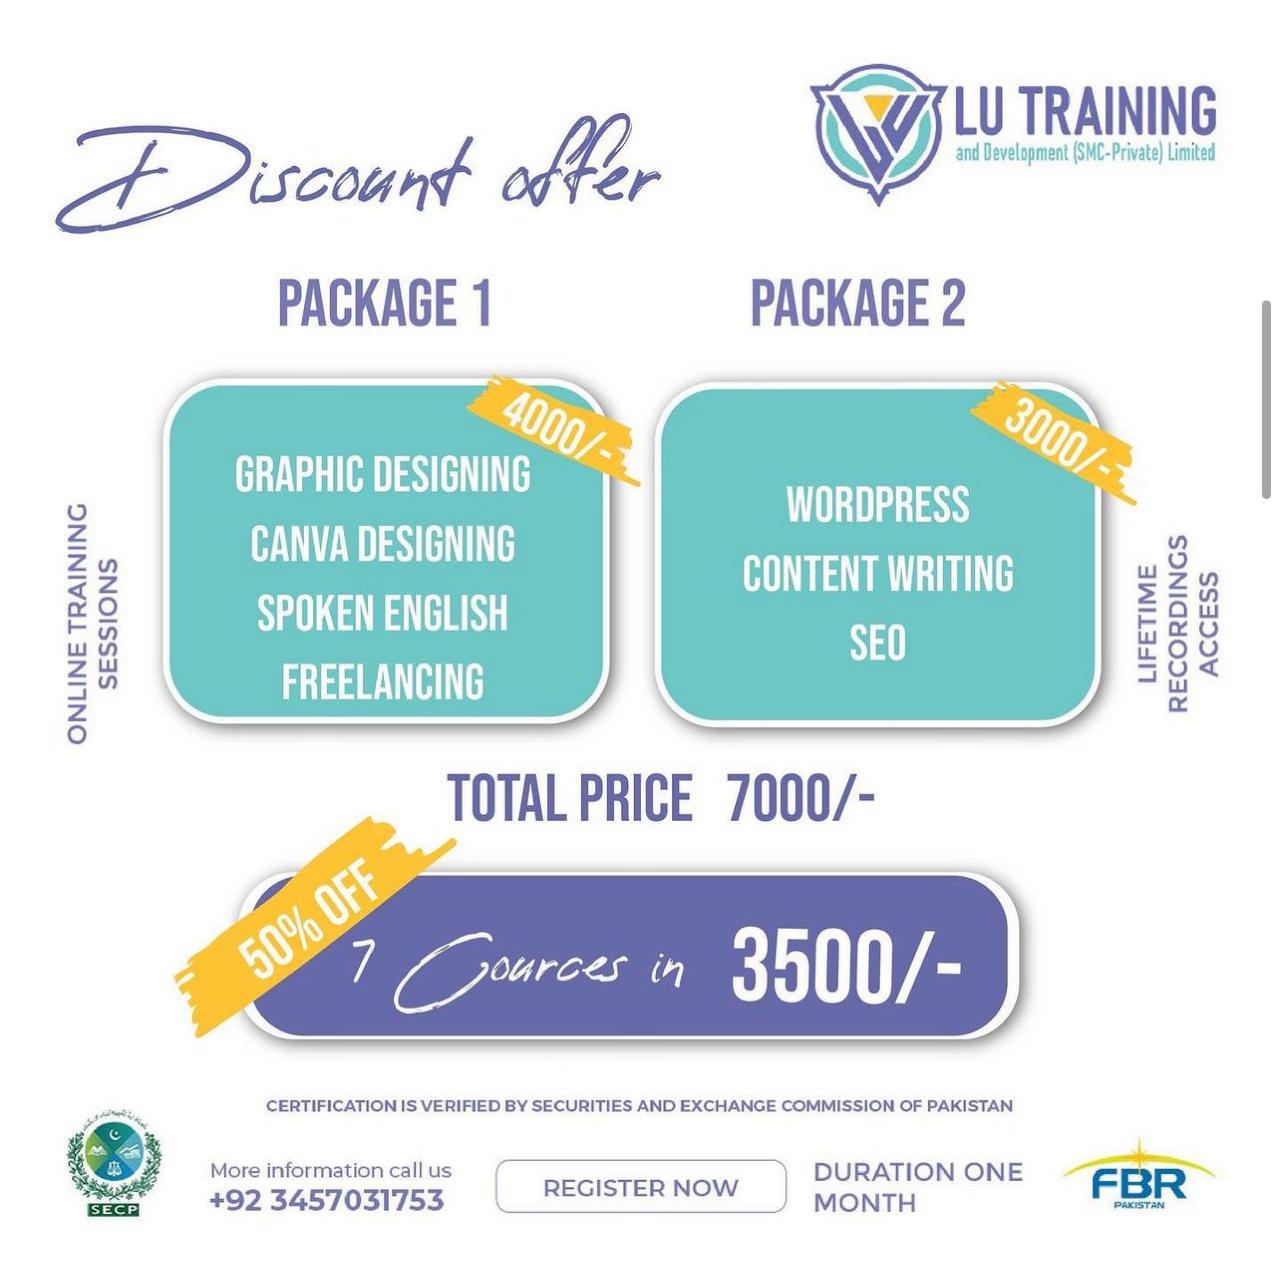 Discount offer
LU TRAINING
and Development (SMC-Private) Limited
PACKAGE 1
4000/-
GRAPHIC DESIGNING
CANVA DESIGNING
SPOKEN ENGLISH
FREELANCING
PACKAGE 2
3000/-
WORDPRESS
CONTENT WRITING
SEO
ONLINE TRAINING
SESSIONS
LIFETIME
RECORDINGS
ACCESS
TOTAL PRICE 7000/-
50% OFF
7 Cources in 3500/-
CERTIFICATION IS VERIFIED BY SECURITIES AND EXCHANGE COMMISSION OF PAKISTAN
SECP
More information call us
+92 3457031753
REGISTER NOW
DURATION ONE
MONTH
FBR
PAKISTAN